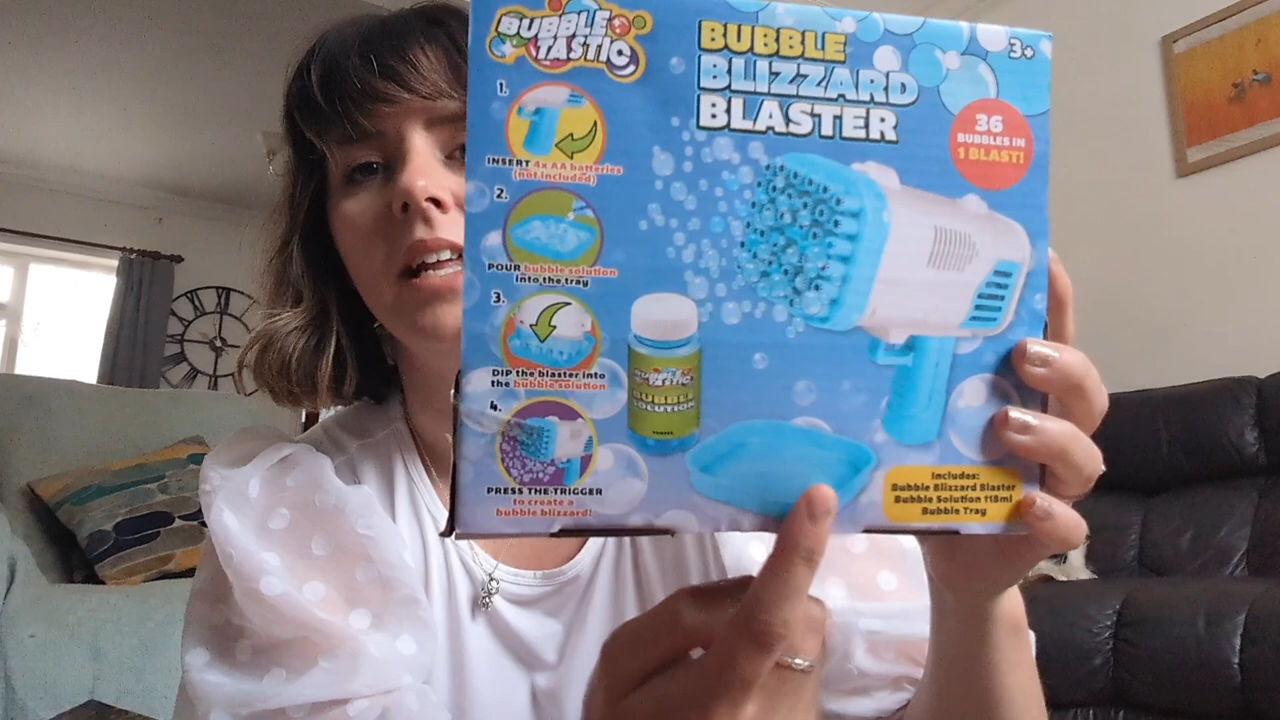 BUBBLE
TASTIC
BUBBLE
BLIZZARD
BLASTER
3+
36
BUBBLES IN
1 BLAST!
1.
INSERT 4x AA batteries
(not included)
2.
POUR bubble solution
into the tray
3.
DIP the blaster into
the bubble solution
4.
PRESS THE TRIGGER
to create a
bubble blizzard!
BUBBLE
TASTIC
BUBBLE
SOLUTION
Includes:
Bubble Blizzard Blaster
Bubble Solution 118ml
Bubble Tray